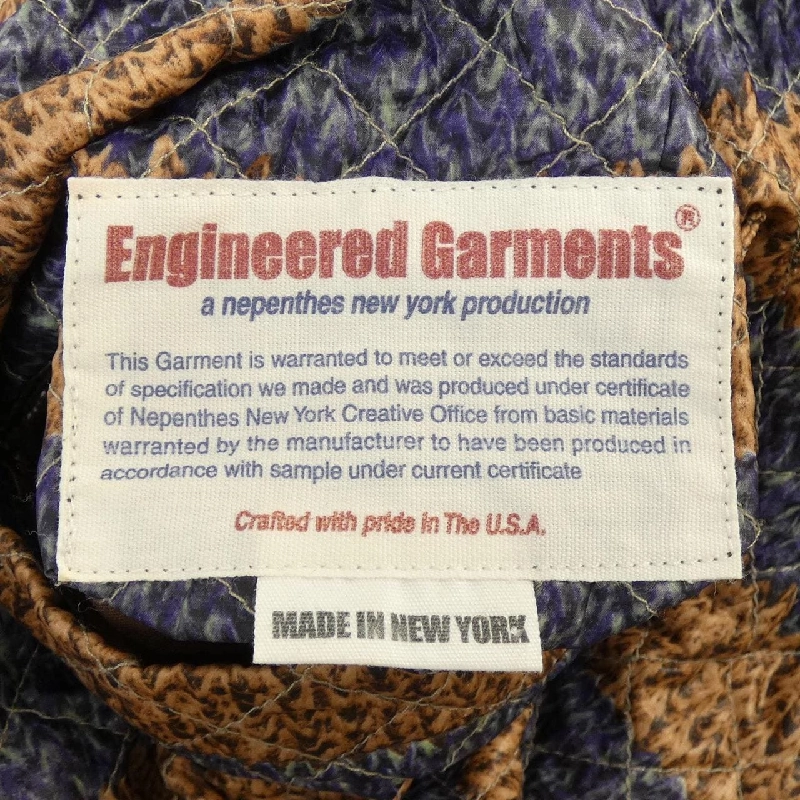 Engineered Garments®
a nepenthes new york production
This Garment is warranted to meet or exceed the standards
of specification we made and was produced under certificate
of Nepenthes New York Creative Office from basic materials
warranted by the manufacturer to have been produced in
accordance with sample under current certificate
Crafted with pride in The U.S.A.
MADE IN NEW YORK